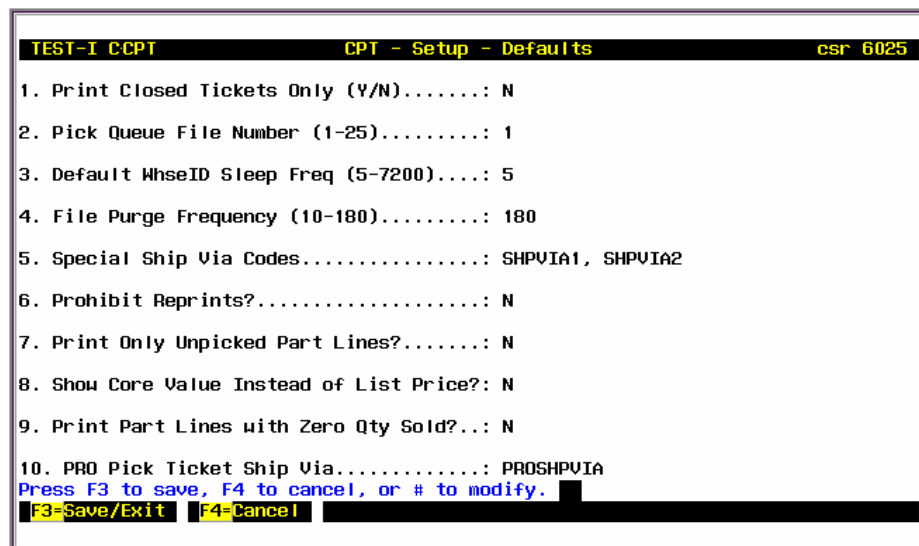 TEST-I C:CPT CPT - Setup - Defaults csr 6025
1. Print Closed Tickets Only (Y/N).......: N
2. Pick Queue File Number (1-25).........: 1
3. Default WhseID Sleep Freq (5-7200)....: 5
4. File Purge Frequency (10-180).........: 180
5. Special Ship Via Codes................: SHPVIA1, SHPVIA2
6. Prohibit Reprints?....................: N
7. Print Only Unpicked Part Lines?.......: N
8. Show Core Value Instead of List Price?: N
9. Print Part Lines with Zero Qty Sold?..: N
10. PRO Pick Ticket Ship Via.............: PROSHPVIA
Press F3 to save, F4 to cancel, or # to modify.
F3=Save/Exit F4=Cancel